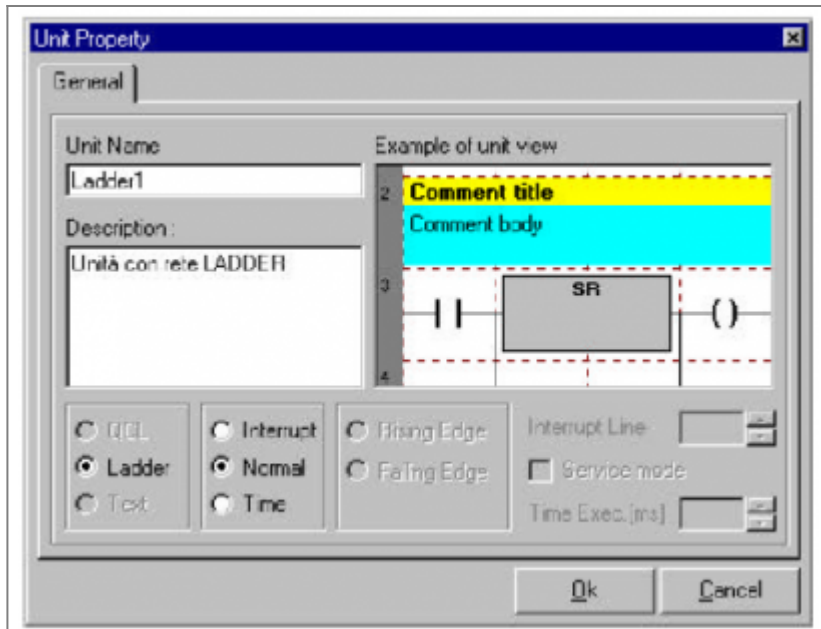 Unit Property
General
Unit Name
Ladder1
Description :
Unità con rete LADDER
Example of unit view
2
Comment title
Comment body
3
SR
4
QCL
Ladder
Text
Interrupt
Normal
Time
Rising Edge
Falling Edge
Interrupt Line
Service mode
Time Exec.[ms]
Ok
Cancel